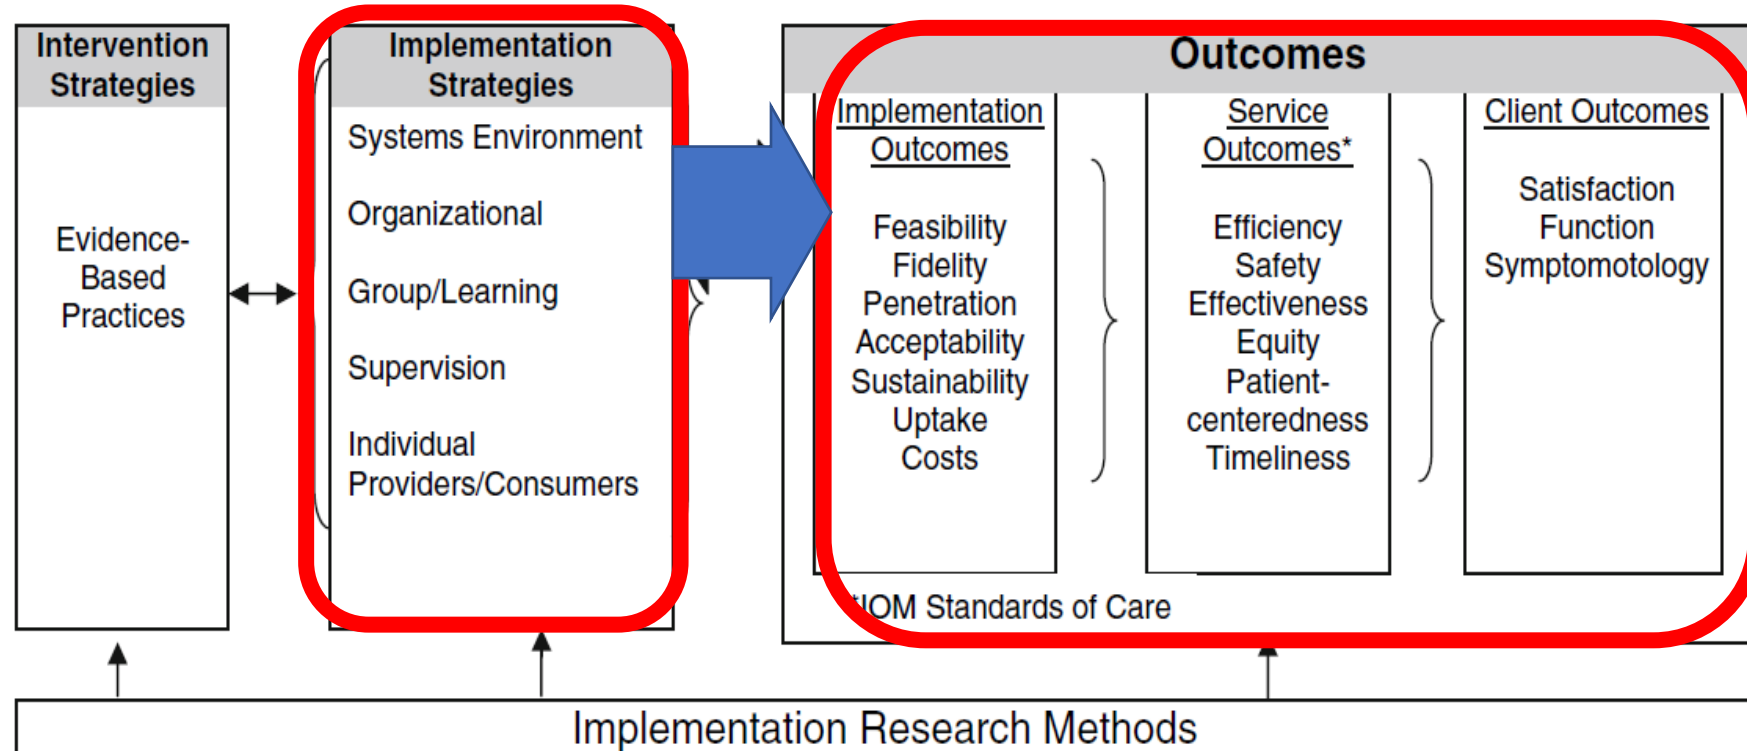 Intervention
Strategies
Evidence-
Based
Practices
Implementation
Strategies
Systems Environment
Organizational
Group/Learning
Supervision
Individual
Providers/Consumers
Outcomes
Implementation
Outcomes
Feasibility
Fidelity
Penetration
Acceptability
Sustainability
Uptake
Costs
Service
Outcomes*
Efficiency
Safety
Effectiveness
Equity
Patient-
centeredness
Timeliness
Client Outcomes
Satisfaction
Function
Symptomotology
*IOM Standards of Care
Implementation Research Methods